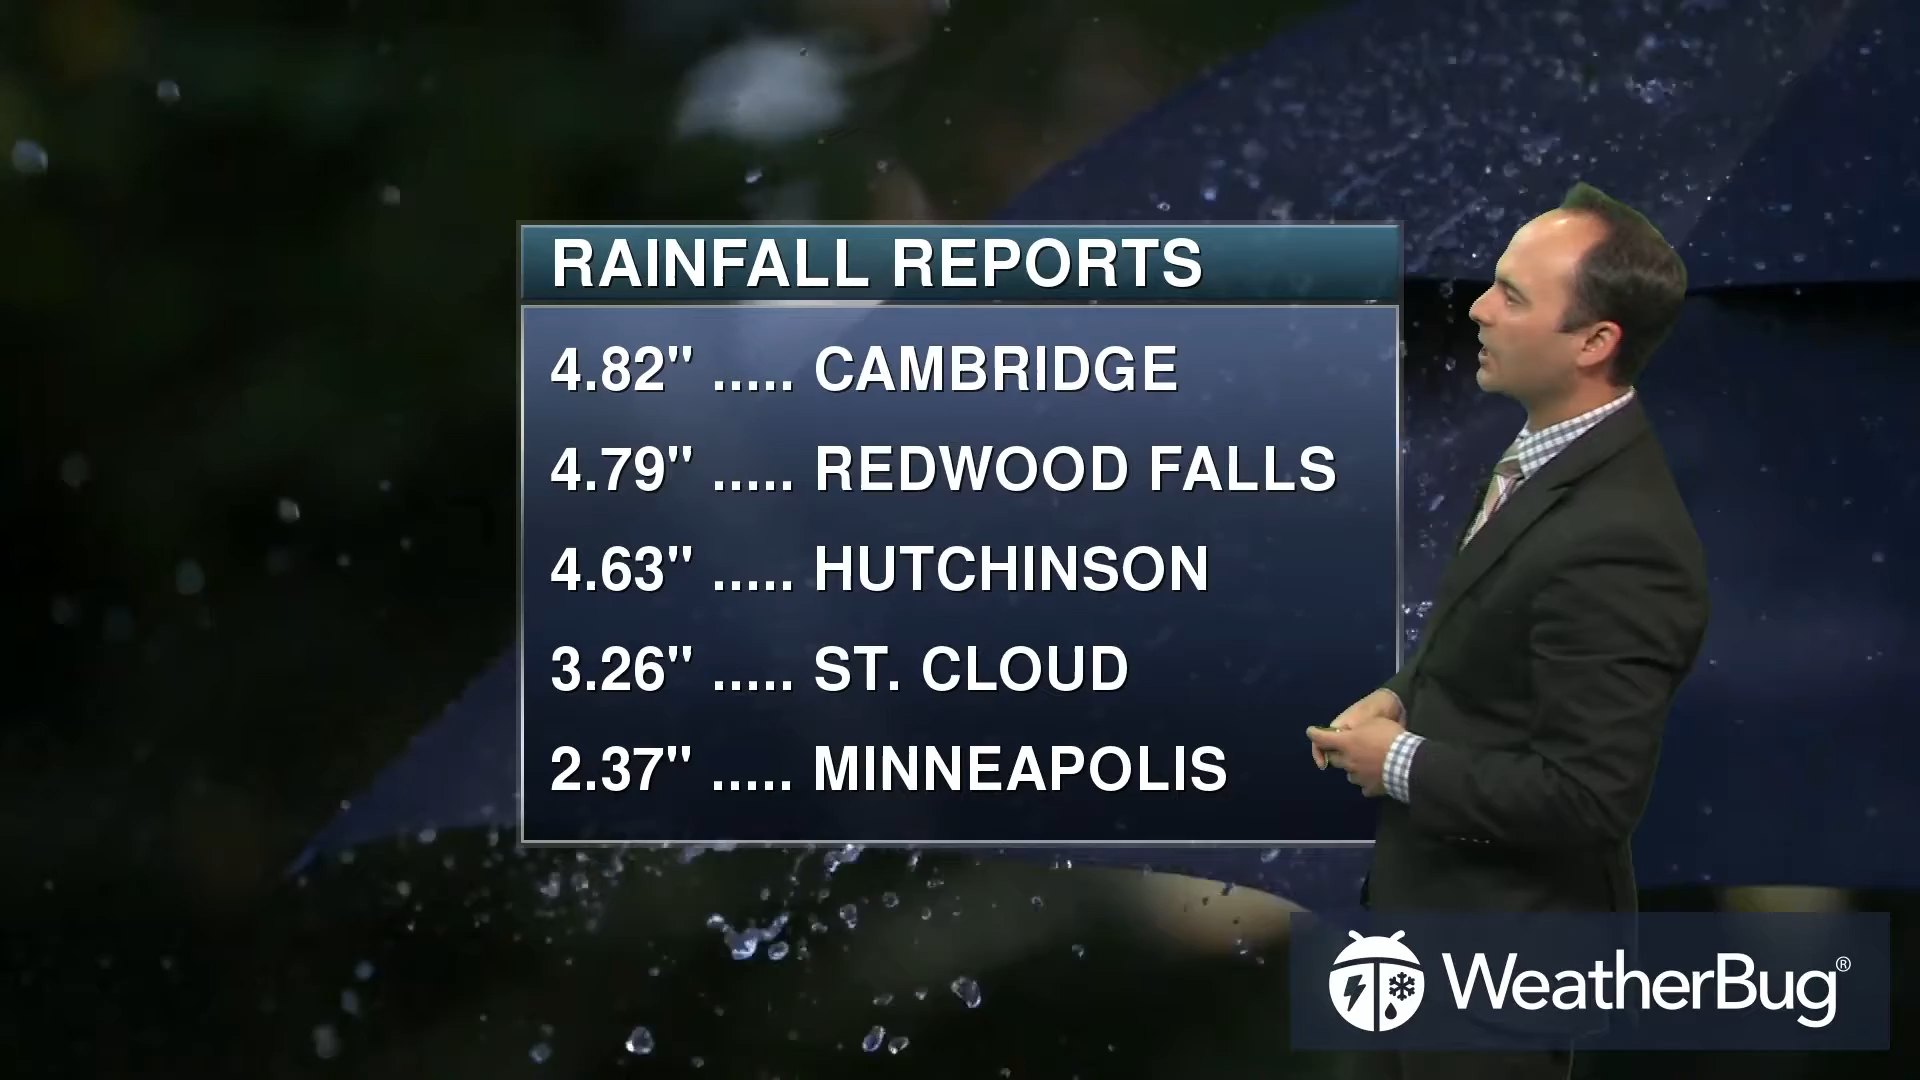 RAINFALL REPORTS
4.82" ..... CAMBRIDGE
4.79" ..... REDWOOD FALLS
4.63" ..... HUTCHINSON
3.26" ..... ST. CLOUD
2.37" ..... MINNEAPOLIS
WeatherBug®